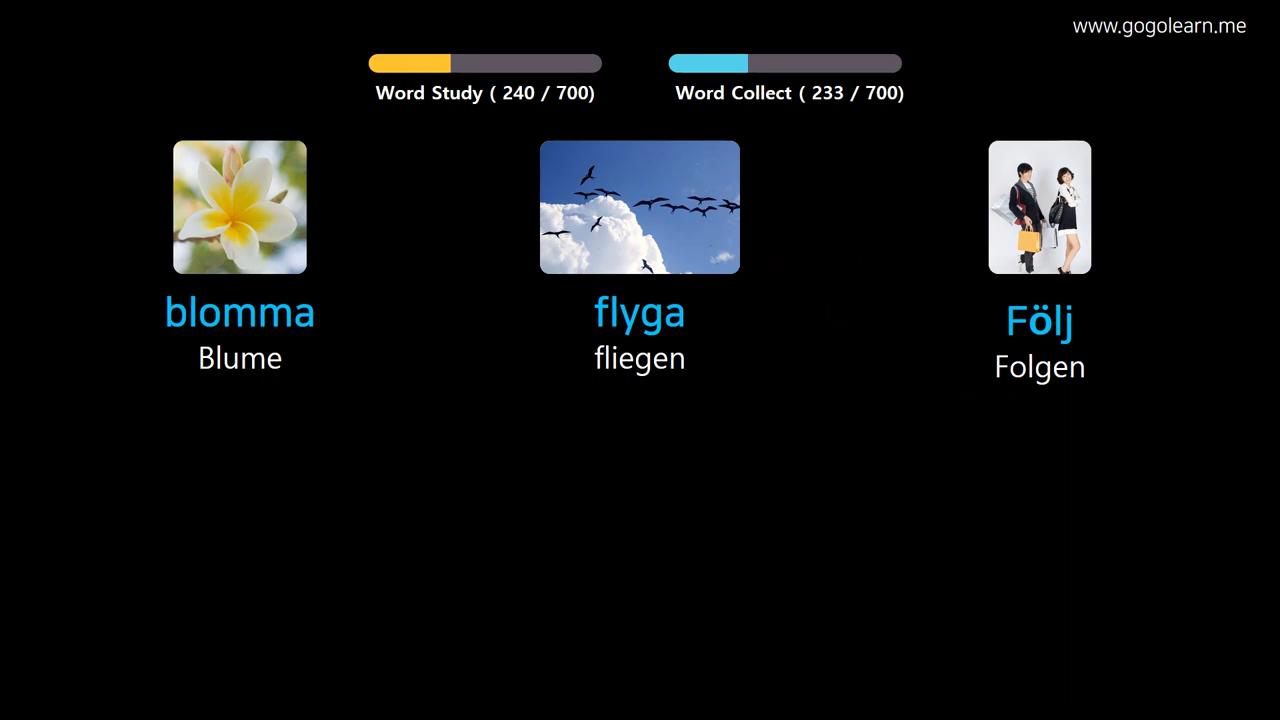 www.gogolearn.me
Word Study ( 240 / 700)
Word Collect ( 233 / 700)
blomma
Blume
flyga
fliegen
Följ
Folgen